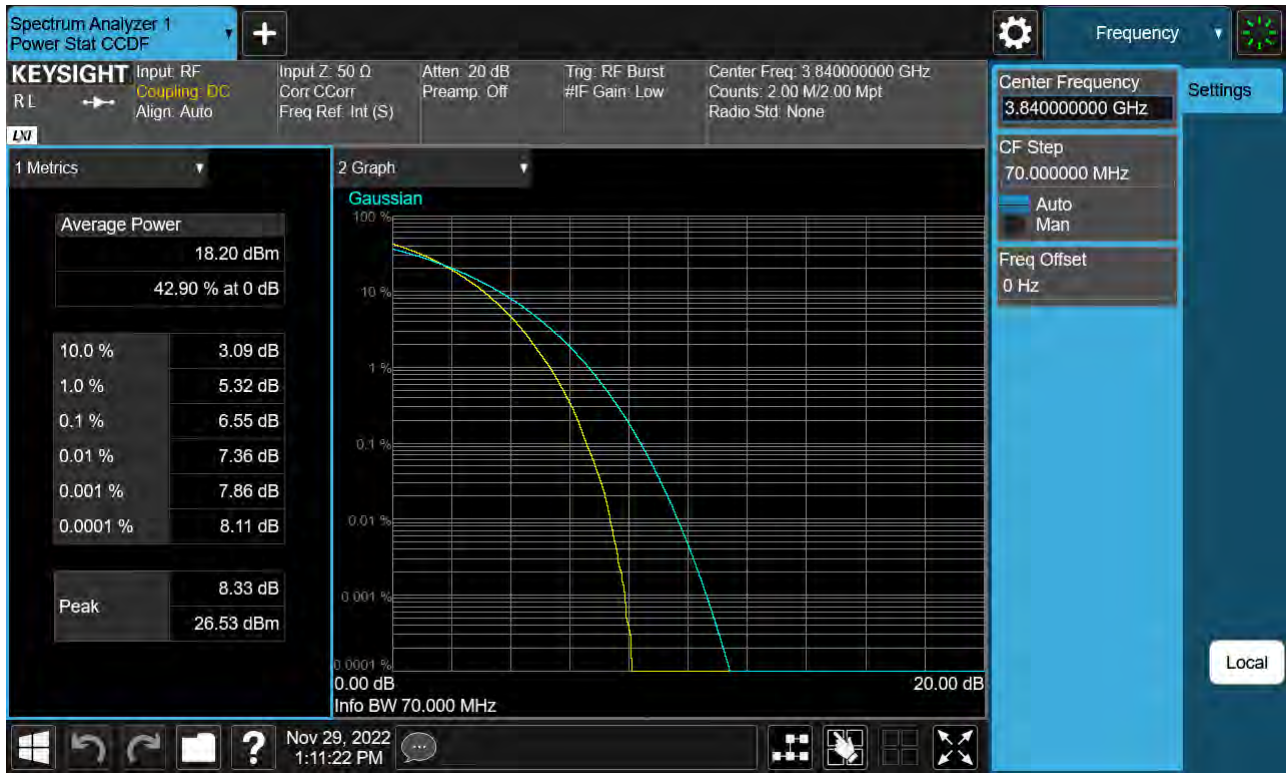 Spectrum Analyzer 1
Power Stat CCDF
+
Frequency
KEYSIGHT
RL
LXI
Input: RF
Coupling: DC
Align: Auto
Input Z: 50 Ω
Corr CCorr
Freq Ref: Int (S)
Atten: 20 dB
Preamp: Off
Trig: RF Burst
#IF Gain: Low
Center Freq: 3.840000000 GHz
Counts: 2.00 M/2.00 Mpt
Radio Std: None
Center Frequency
3.840000000 GHz
Settings
CF Step
70.000000 MHz
Auto
Man
Freq Offset
0 Hz
1 Metrics
Average Power
18.20 dBm
42.90 % at 0 dB
10.0 % 3.09 dB
1.0 % 5.32 dB
0.1 % 6.55 dB
0.01 % 7.36 dB
0.001 % 7.86 dB
0.0001 % 8.11 dB
Peak
8.33 dB
26.53 dBm
2 Graph
Gaussian
100 %
10 %
1 %
0.1 %
0.01 %
0.001 %
0.0001 %
0.00 dB 20.00 dB
Info BW 70.000 MHz
Local
?
Nov 29, 2022
1:11:22 PM